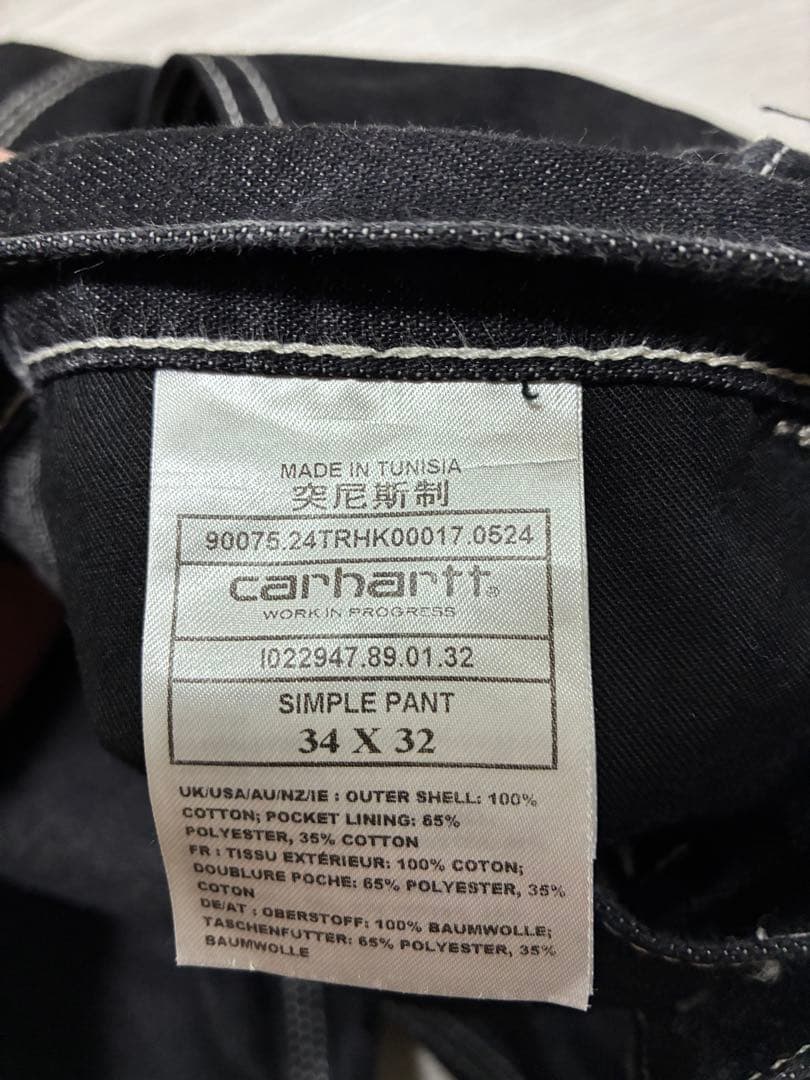 MADE IN TUNISIA
突尼斯制
90075.24TRHK00017.0524
carhartt®
WORK IN PROGRESS
I022947.89.01.32
SIMPLE PANT
34 X 32
UK/USA/AU/NZ/IE : OUTER SHELL: 100%
COTTON; POCKET LINING: 65%
POLYESTER, 35% COTTON
FR : TISSU EXTÉRIEUR: 100% COTON;
DOUBLURE POCHE: 65% POLYESTER, 35%
COTON
DE/AT : OBERSTOFF: 100% BAUMWOLLE;
TASCHENFUTTER: 65% POLYESTER, 35%
BAUMWOLLE